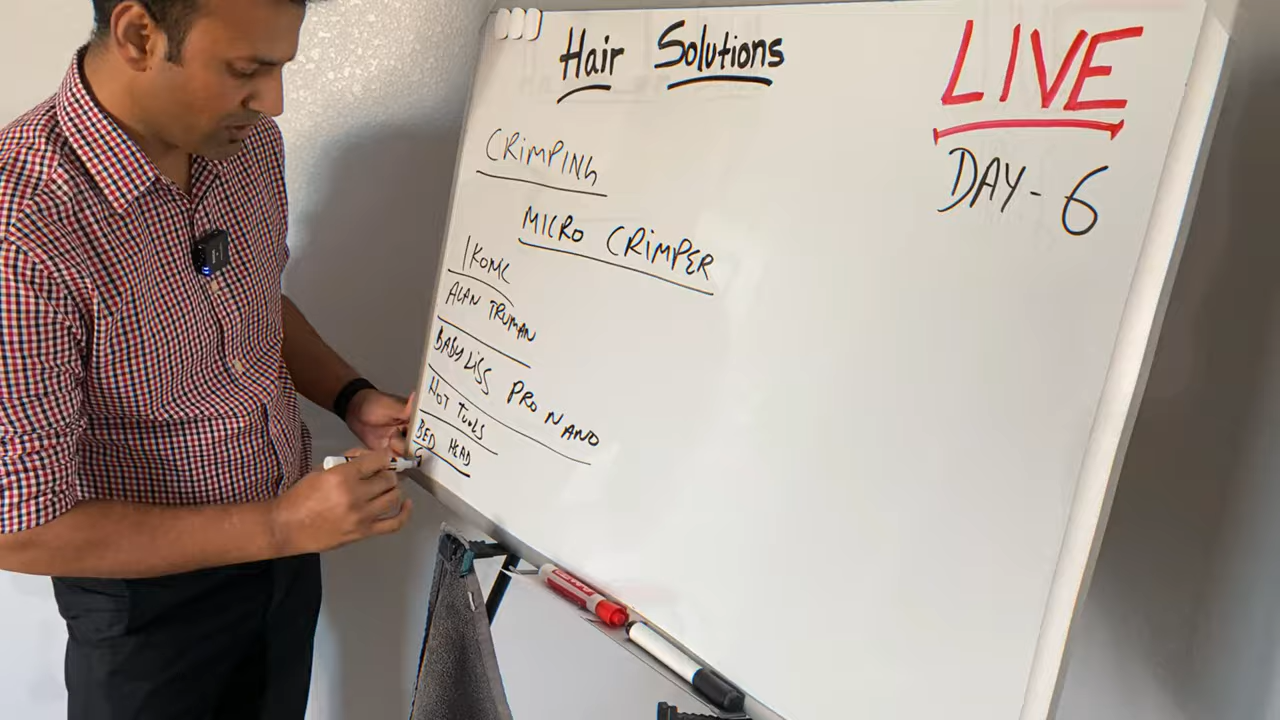 Hair Solutions
LIVE
DAY-6
CRIMPING
MICRO CRIMPER
IKONIC
ALAN TRUMAN
BABYLISS PRO NANO
HOT TOOLS
BED HEAD